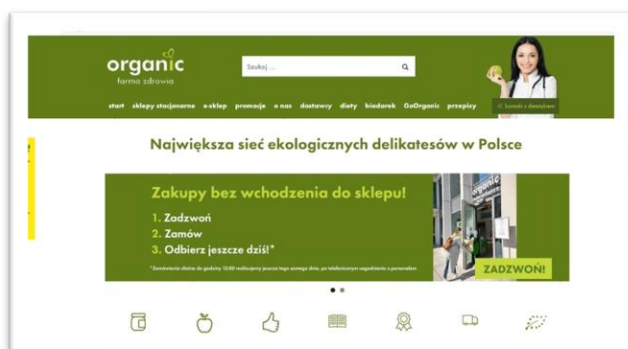 organic
farma zdrowia
Szukaj ...
start sklepy stacjonarne e-sklep promocje o nas dostawcy diety biodarek GoOrganic przepisy
Największa sieć ekologicznych delikatesów w Polsce
Zakupy bez wchodzenia do sklepu!
1. Zadzwoń
2. Zamów
3. Odbierz jeszcze dziś!*
organic
ZADZWOŃ!